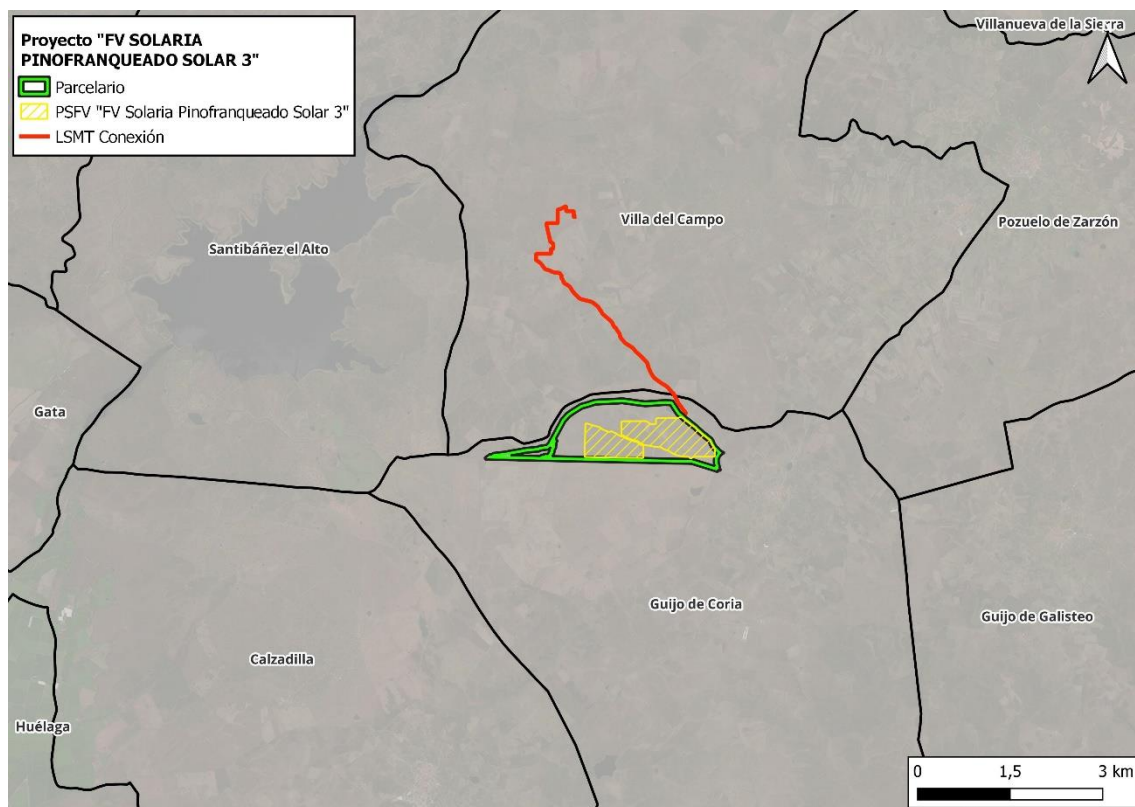 Proyecto "FV SOLARIA
PINOFRANQUEADO SOLAR 3"
Parcelario
PSFV "FV Solaria Pinofranqueado Solar 3"
LSMT Conexión
Villanueva de la Sierra
Villa del Campo
Pozuelo de Zarzón
Santibáñez el Alto
Gata
Guijo de Coria
Guijo de Galisteo
Calzadilla
Huélaga
0 1,5 3 km